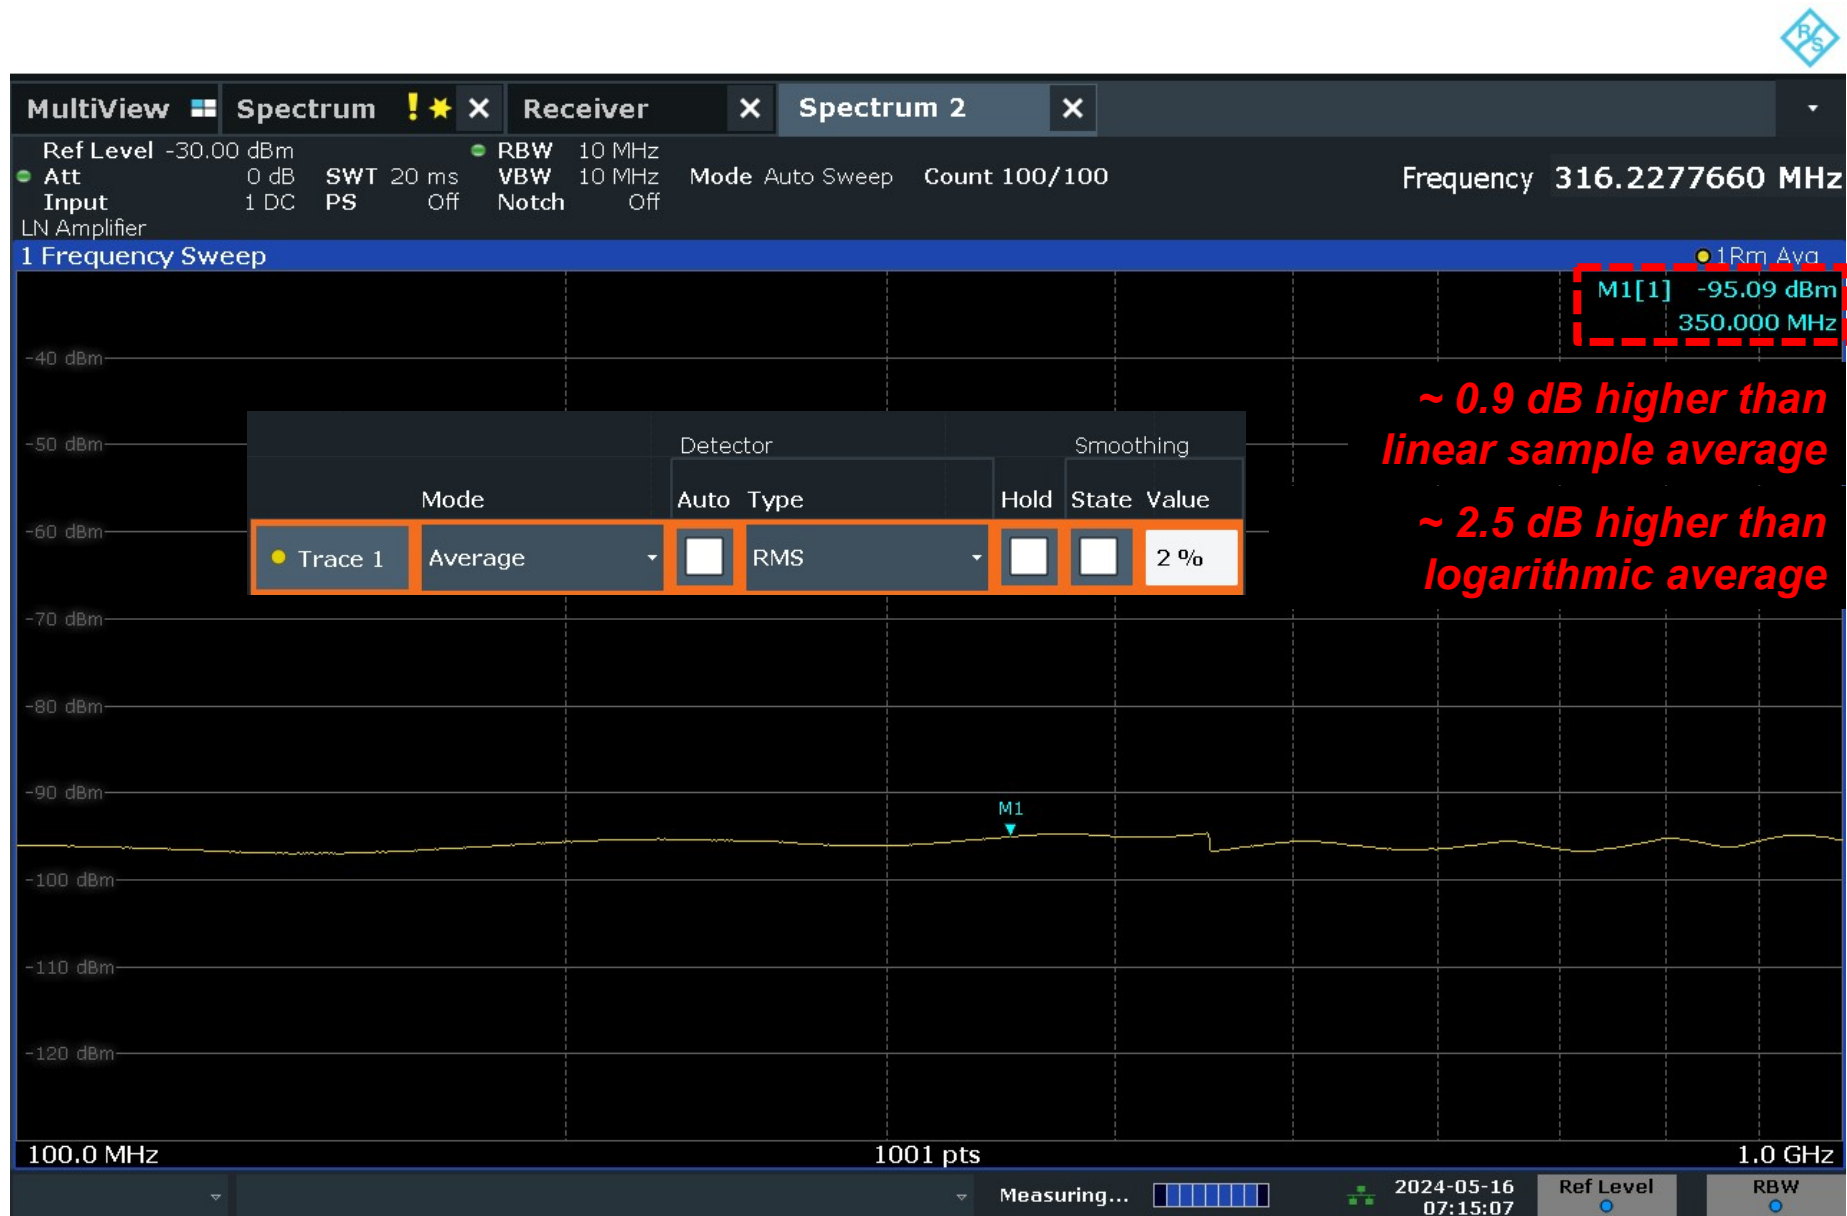 R&S
MultiView Spectrum ! Receiver Spectrum 2
Ref Level -30.00 dBm RBW 10 MHz
Att 0 dB SWT 20 ms VBW 10 MHz Mode Auto Sweep Count 100/100 Frequency 316.2277660 MHz
Input 1 DC PS Off Notch Off
LN Amplifier
1 Frequency Sweep 1Rm Avg
M1[1] -95.09 dBm
350.000 MHz
-40 dBm
~ 0.9 dB higher than
linear sample average
-50 dBm
Detector Smoothing
Mode Auto Type Hold State Value
~ 2.5 dB higher than
logarithmic average
-60 dBm
Trace 1 Average RMS 2 %
-70 dBm
-80 dBm
-90 dBm
M1
-100 dBm
-110 dBm
-120 dBm
100.0 MHz 1001 pts 1.0 GHz
Measuring... 2024-05-16 Ref Level RBW
07:15:07